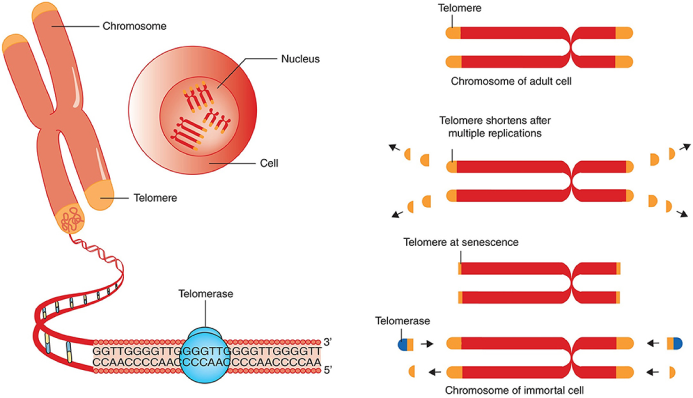 Chromosome
Nucleus
Cell
Telomere
Telomerase
3’
GGTTGGGGTTGGGGTTGGGGTTGGGGTT
CCAACCCCAACCCCAACCCCAACCCCAA
5’
Telomere
Chromosome of adult cell
Telomere shortens after
multiple replications
Telomere at senescence
Telomerase
Chromosome of immortal cell